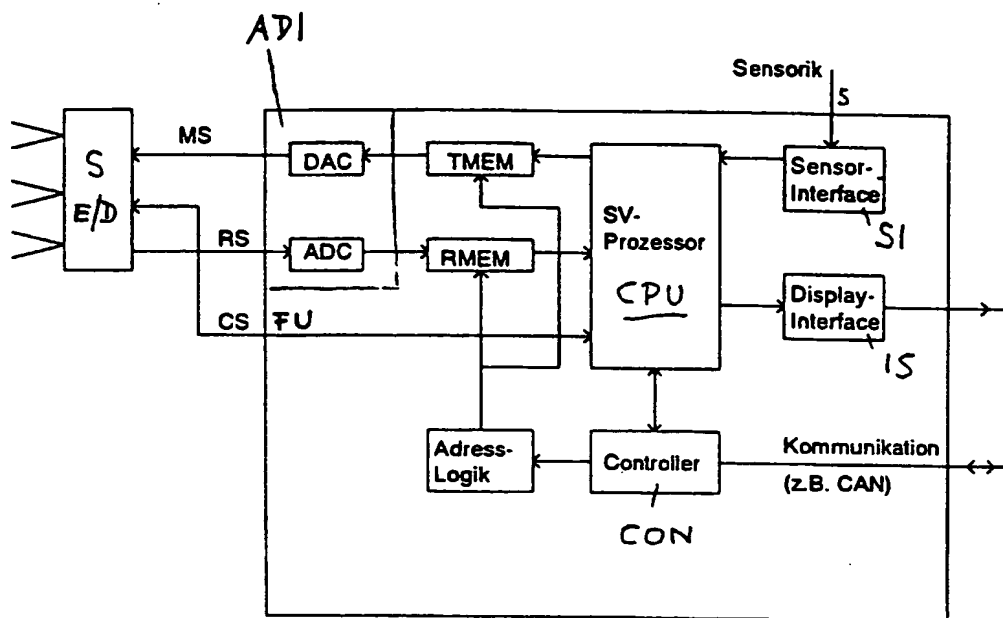 ADI
Sensorik
S
MS
DAC
TMEM
S
E/D
SV-
Prozessor
CPU
Sensor-
Interface
SI
RS
ADC
RMEM
Display-
Interface
IS
CS
FU
Adress-
Logik
Controller
CON
Kommunikation
(z.B. CAN)